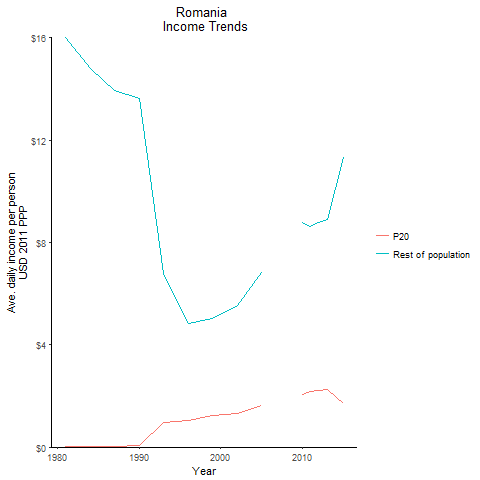 Romania
Income Trends
$16
$12
$8
$4
$0
Ave. daily income per person
USD 2011 PPP
1980
1990
2000
2010
Year
P20
Rest of population